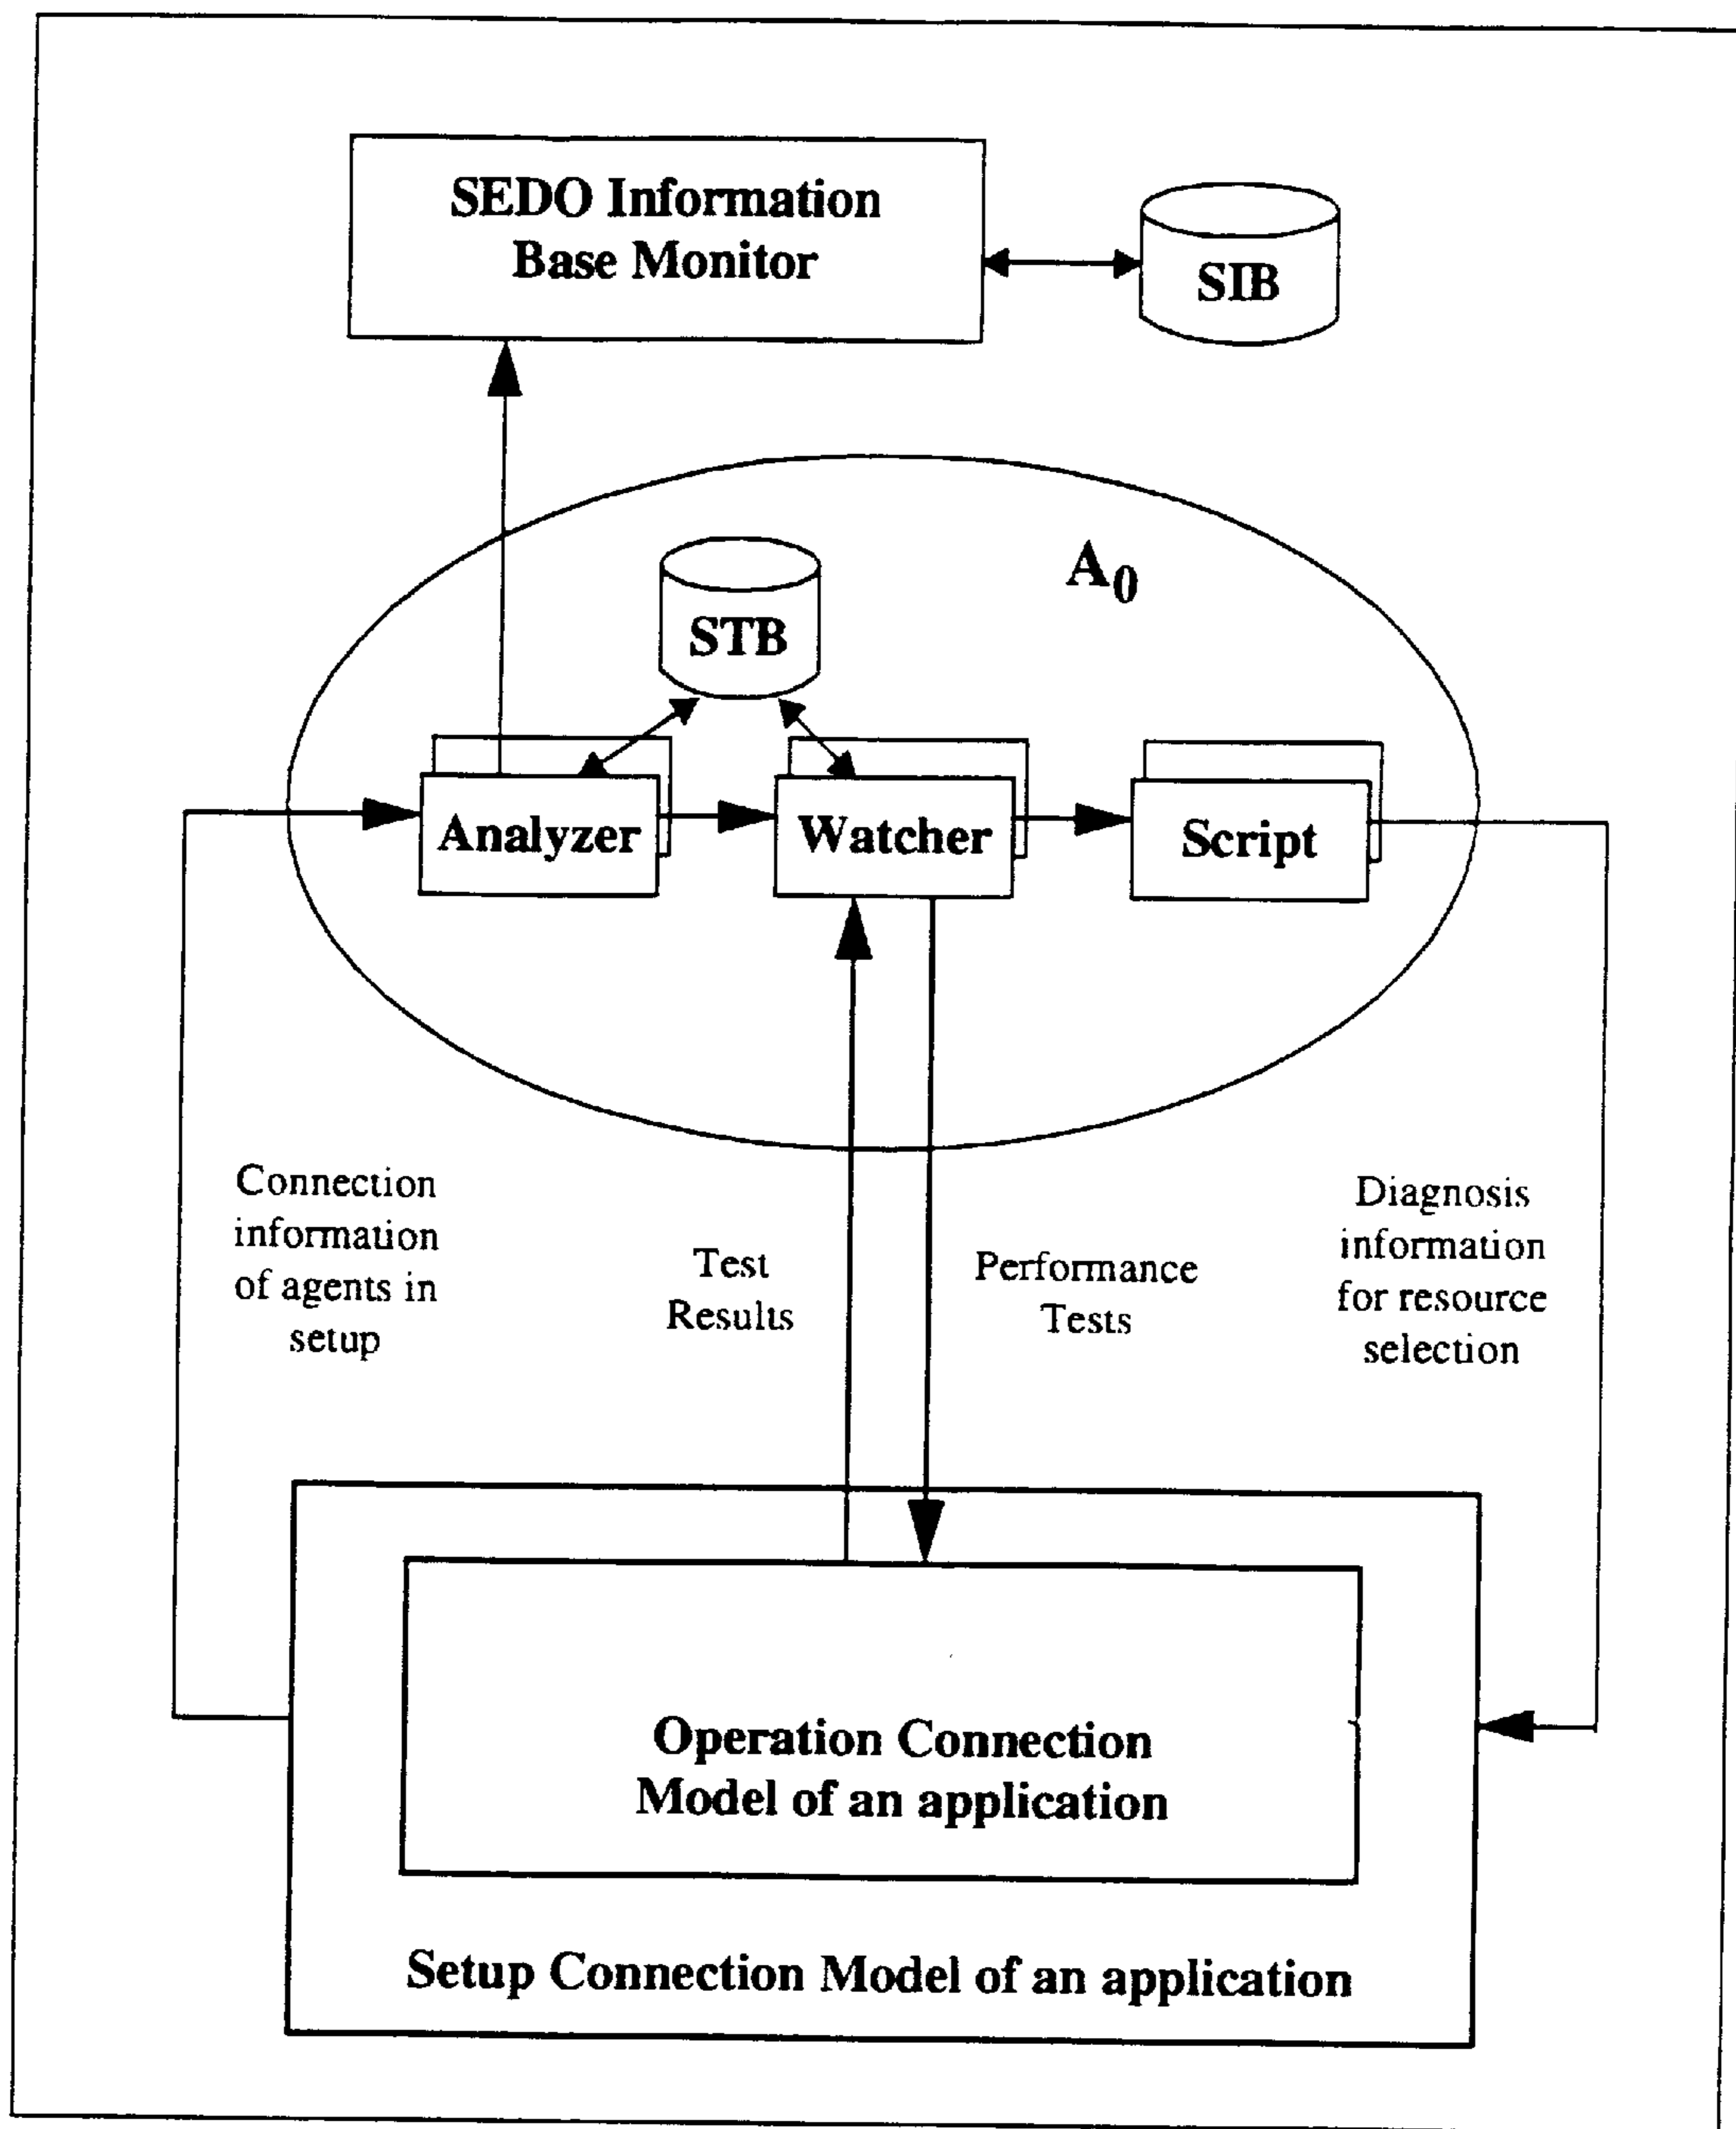 SEDO Information
Base Monitor
SIB
A0
STB
Analyzer
Watcher
Script
Connection
information
of agents in
setup
Test
Results
Performance
Tests
Diagnosis
information
for resource
selection
Operation Connection
Model of an application
Setup Connection Model of an application